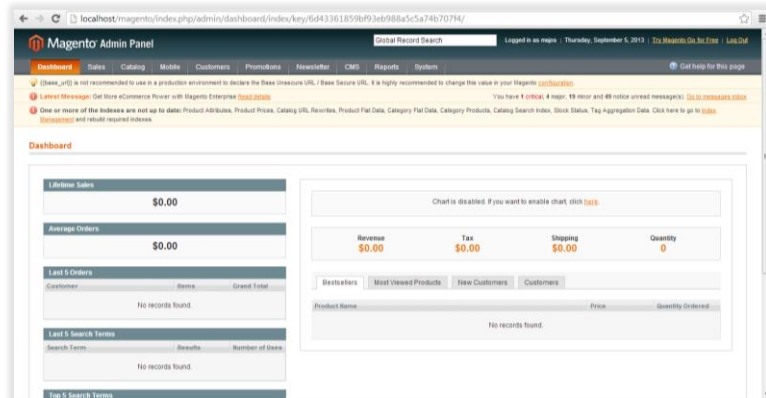 localhost/magento/index.php/admin/dashboard/index/key/6d43361859bf93eb988a5c5a74b707f4/
Magento Admin Panel
Global Record Search
Logged in as mejos | Thursday, September 5, 2013 | Try Magento Go for Free | Log Out
Dashboard Sales Catalog Mobile Customers Promotions Newsletter CMS Reports System
Get help for this page
{{base_url}} is not recommended to use in a production environment to declare the Base Unsecure URL / Base Secure URL. It is highly recommended to change this value in your Magento configuration.
Latest Message: Get More eCommerce Power with Magento Enterprise Read details
You have 1 critical, 4 major, 19 minor and 49 notice unread message(s). Go to messages inbox
One or more of the Indexes are not up to date: Product Attributes, Product Prices, Catalog URL Rewrites, Product Flat Data, Category Flat Data, Category Products, Catalog Search Index, Stock Status, Tag Aggregation Data. Click here to go to Index
Management and rebuild required indexes.
Dashboard
Lifetime Sales
$0.00
Average Orders
$0.00
Last 5 Orders
Customer Items Grand Total
No records found.
Last 5 Search Terms
Search Term Results Number of Uses
No records found.
Top 5 Search Terms
Chart is disabled. If you want to enable chart, click here.
Revenue Tax Shipping Quantity
$0.00 $0.00 $0.00 0
Bestsellers Most Viewed Products New Customers Customers
Product Name Price Quantity Ordered
No records found.